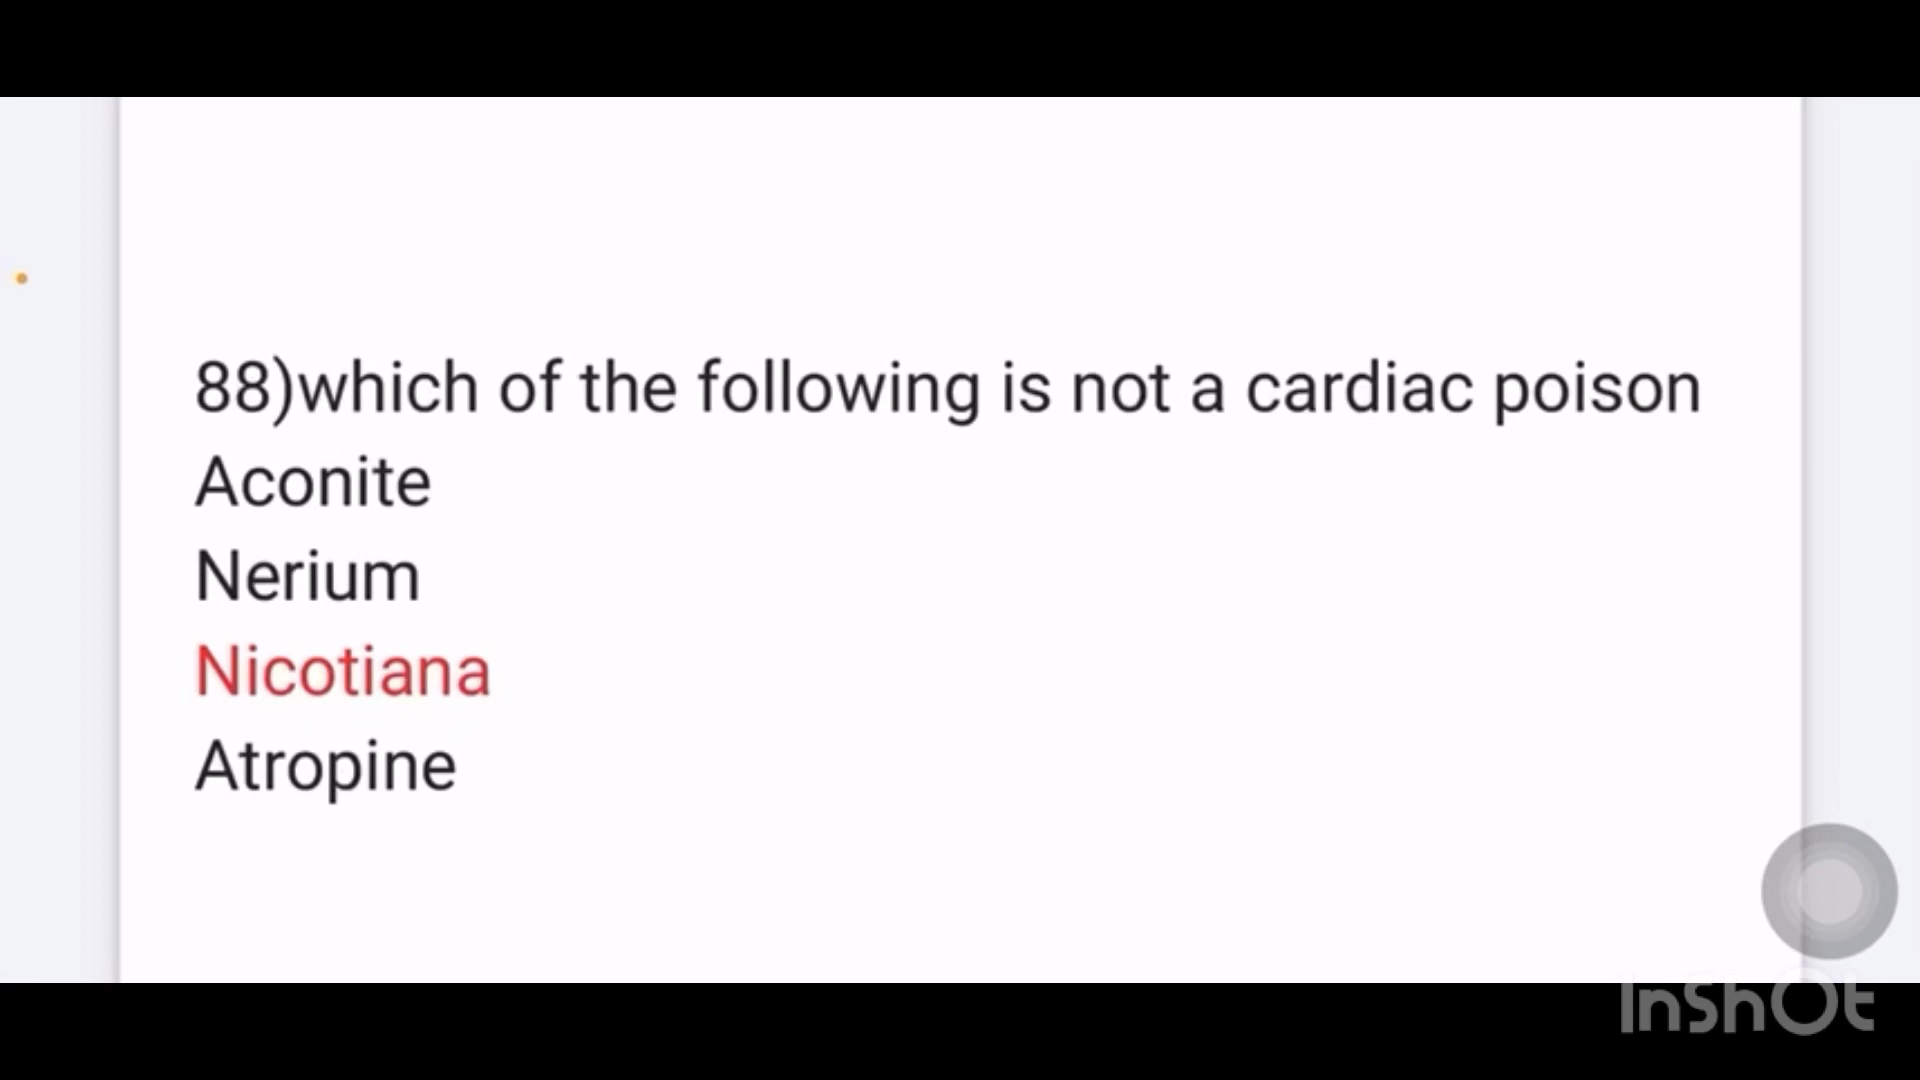 88)which of the following is not a cardiac poison
Aconite
Nerium
Nicotiana
Atropine
InShOt